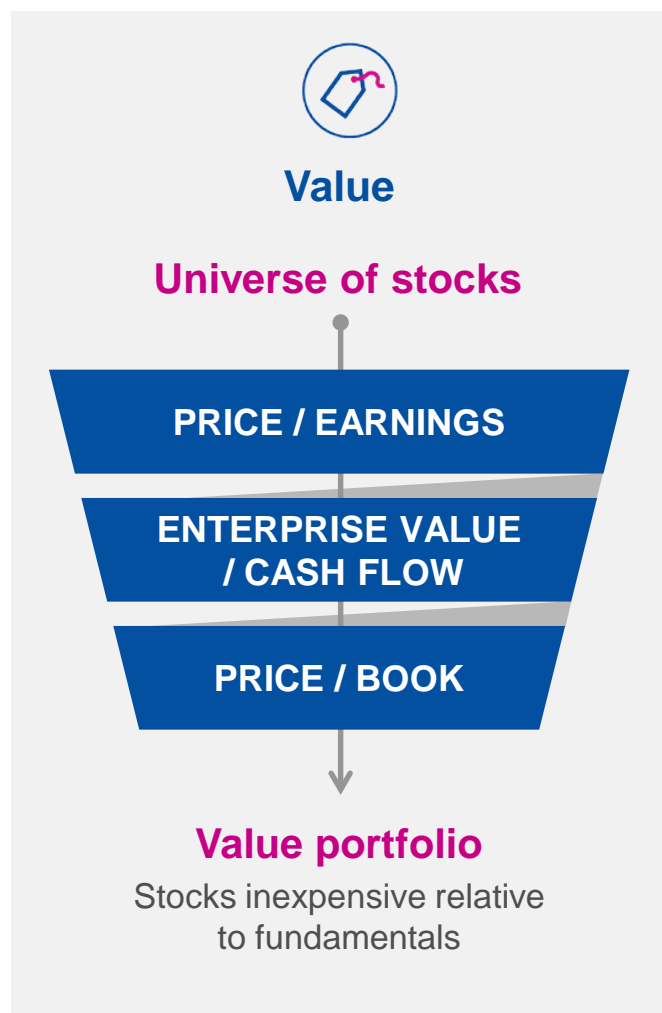 Value
Universe of stocks
PRICE / EARNINGS
ENTERPRISE VALUE
/ CASH FLOW
PRICE / BOOK
Value portfolio
Stocks inexpensive relative
to fundamentals